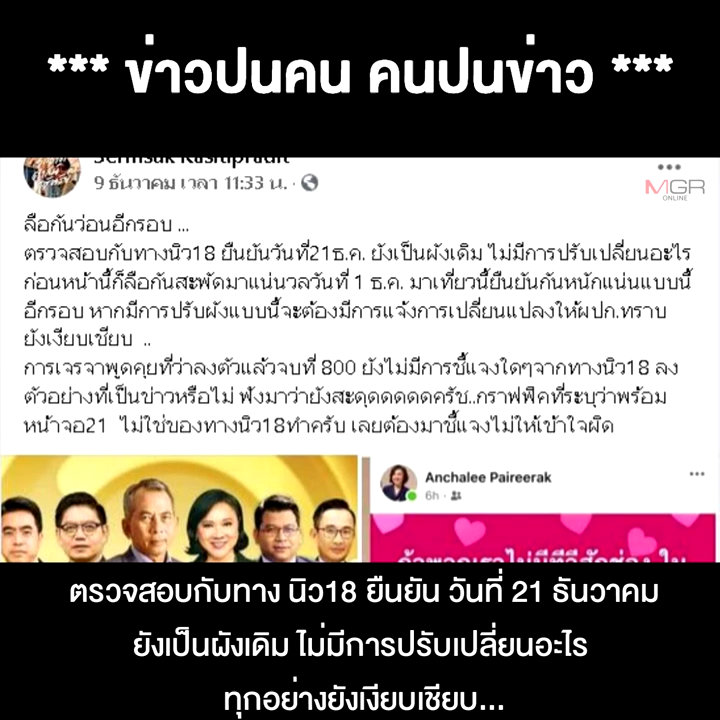 *** ข่าวปนคน คนปนข่าว ***
Sermsuk Kasitipradit
9 ธันวาคม เวลา 11:33 น. ·
MGR
ONLINE
ลือกันว่อนอีกรอบ ...
ตรวจสอบกับทางนิว18 ยืนยันวันที่21ธ.ค. ยังเป็นผังเดิม ไม่มีการปรับเปลี่ยนอะไร
ก่อนหน้านี้ก็ลือกันสะพัดมาแน่นวลวันที่ 1 ธ.ค. มาเที่ยวนี้ยืนยันกันหนักแน่นแบบนี้
อีกรอบ หากมีการปรับผังแบบนี้จะต้องมีการแจ้งการเปลี่ยนแปลงให้ผปก.ทราบ
ยังเงียบเชียบ ..
การเจรจาพูดคุยที่ว่าลงตัวแล้วจบที่ 800 ยังไม่มีการชี้แจงใดๆจากทางนิว18 ลง
ตัวอย่างที่เป็นข่าวหรือไม่ ฟังมาว่ายังสะดุดดดดดครัช..กราฟฟิคที่ระบุว่าพร้อม
หน้าจอ21 ไม่ใช่ของทางนิว18ทำครับ เลยต้องมาชี้แจงไม่ให้เข้าใจผิด
Anchalee Paireerak
6h ·
ตรวจสอบกับทาง นิว18 ยืนยัน วันที่ 21 ธันวาคม
ยังเป็นผังเดิม ไม่มีการปรับเปลี่ยนอะไร
ทุกอย่างยังเงียบเชียบ...